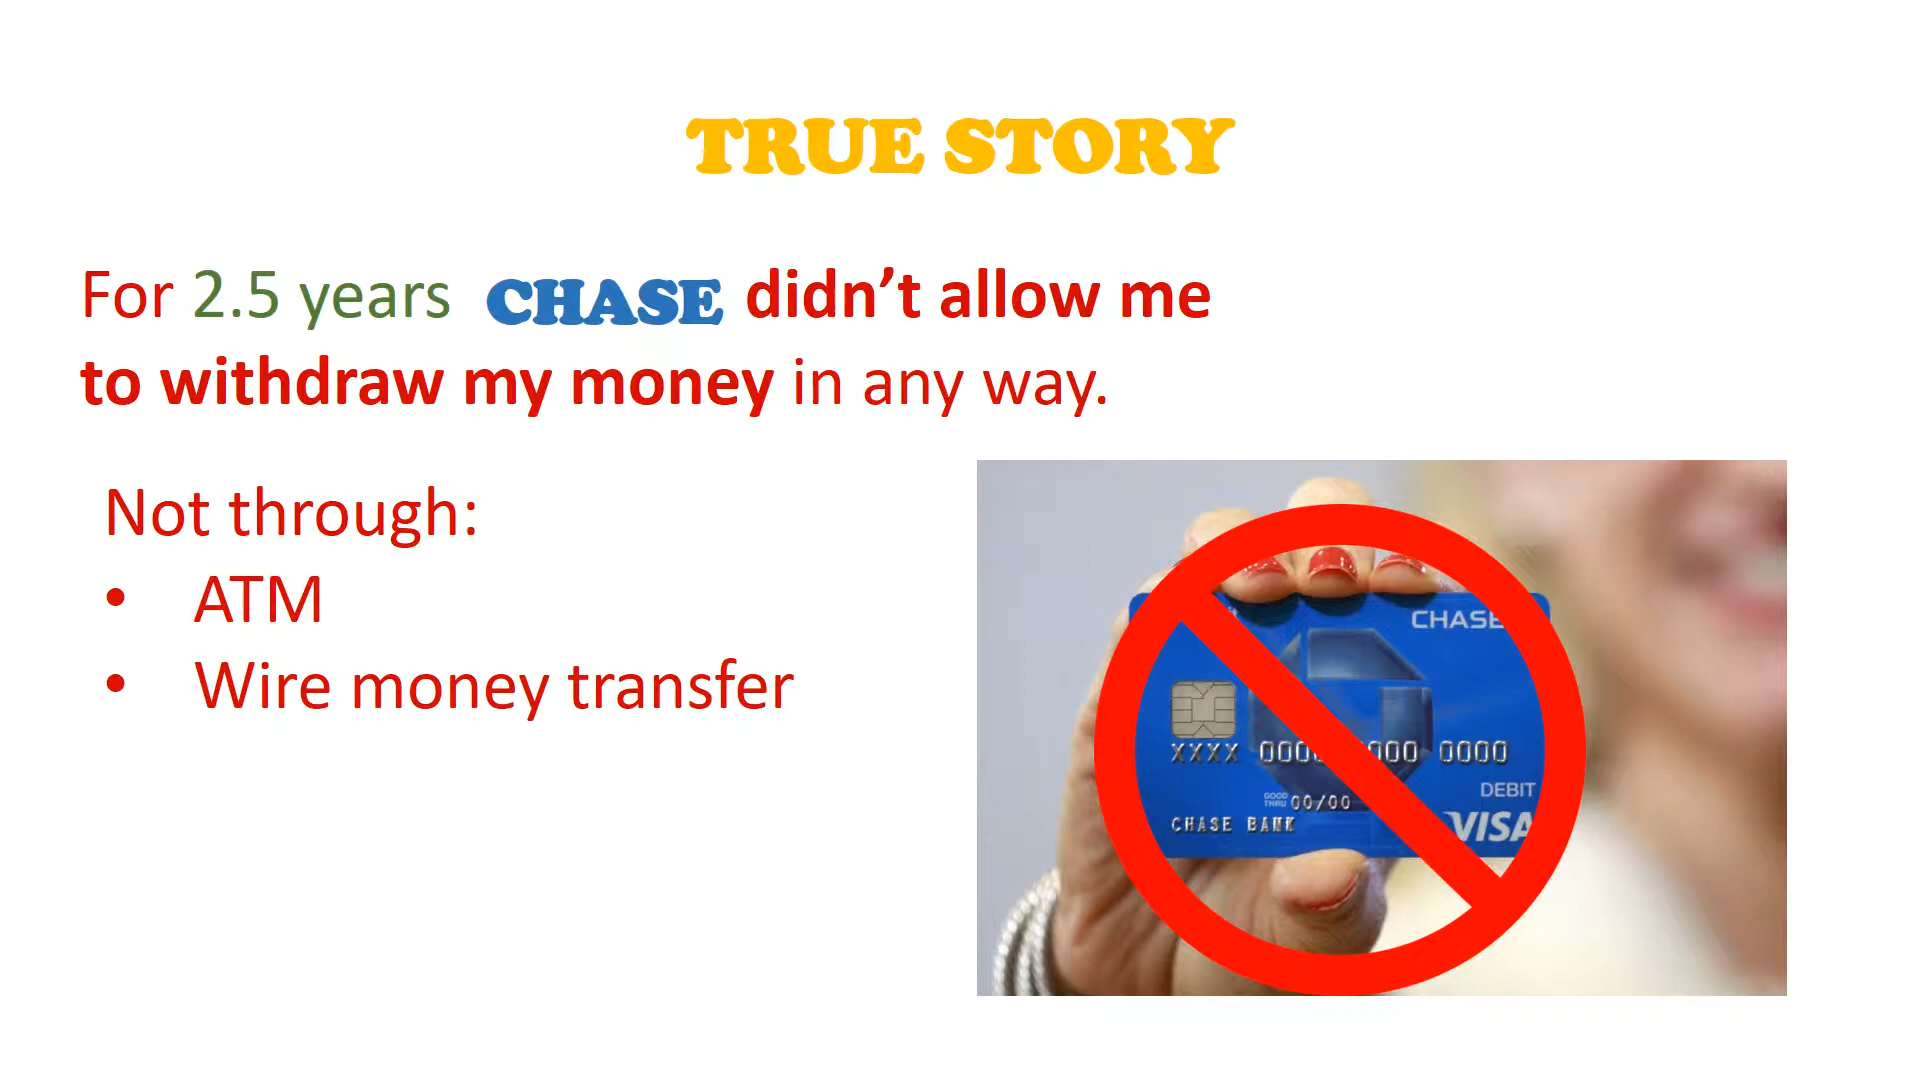 TRUE STORY
For 2.5 years CHASE didn’t allow me
to withdraw my money in any way.
Not through:
• ATM
• Wire money transfer
CHASE
XXXX 0000 0000 0000
DEBIT
GOOD
THRU 00/00
CHASE BANK
VISA